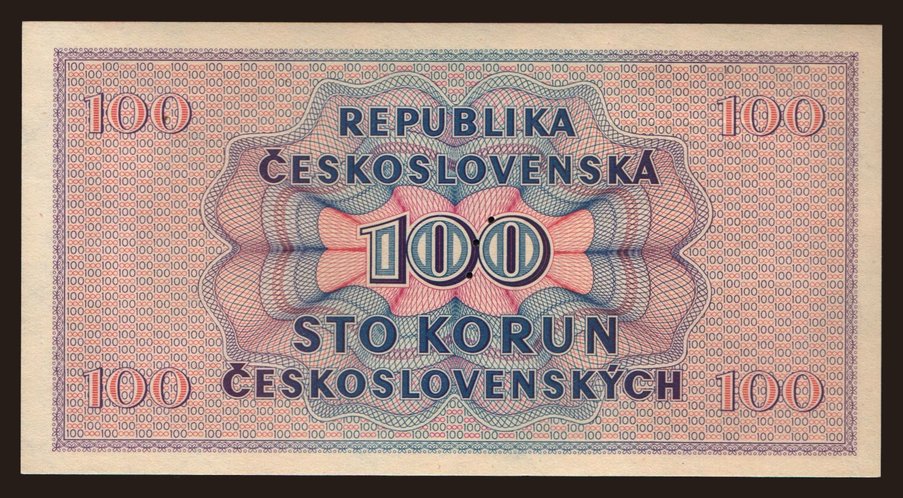 100 100
REPUBLIKA
ČESKOSLOVENSKÁ
100
STO KORUN
ČESKOSLOVENSKÝCH
100 100